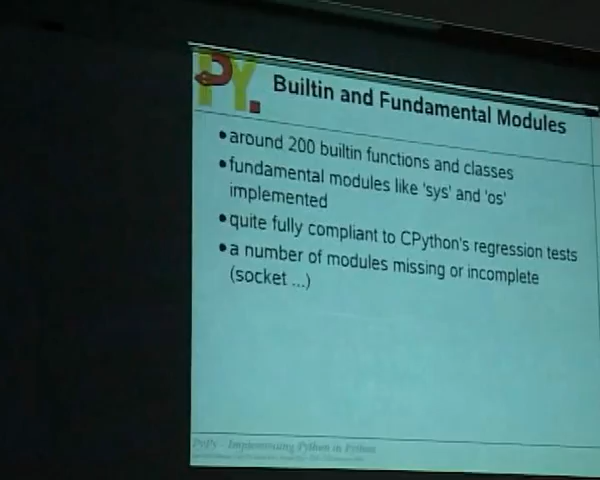 PY.
Builtin and Fundamental Modules
•around 200 builtin functions and classes
•fundamental modules like 'sys' and 'os'
implemented
•quite fully compliant to CPython's regression tests
•a number of modules missing or incomplete
(socket ...)
PyPy - Implementing Python in Python